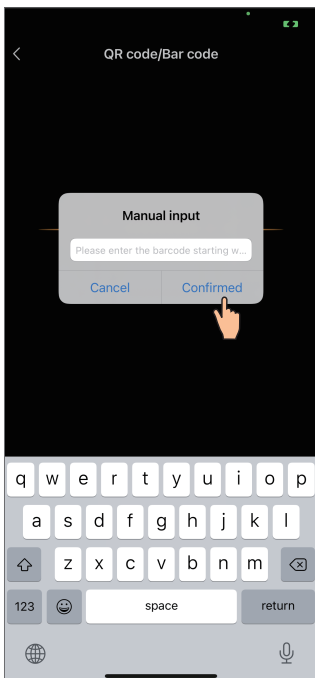 QR code/Bar code
Manual input
Please enter the barcode starting w...
Cancel Confirmed
q w e r t y u i o p
a s d f g h j k l
z x c v b n m
123 space return